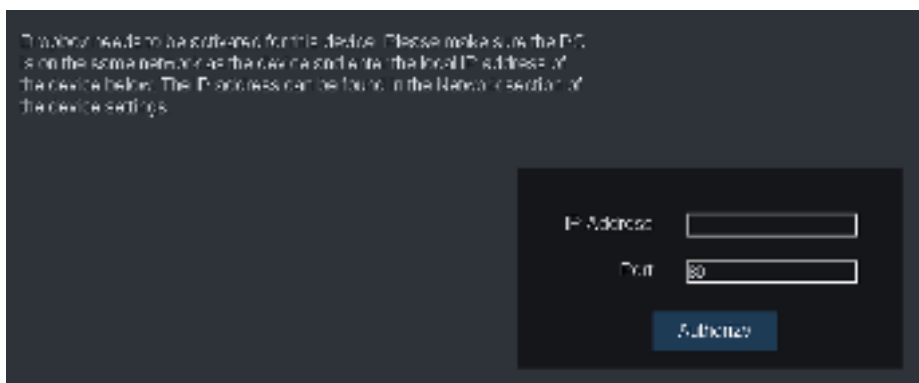 Dropbox needs to be activated for this device. Please make sure the PC
is on the same network as the device and enter the local IP address of
the device below. The IP address can be found in the Network section of
the device settings.
IP Address
Port
80
Authorize